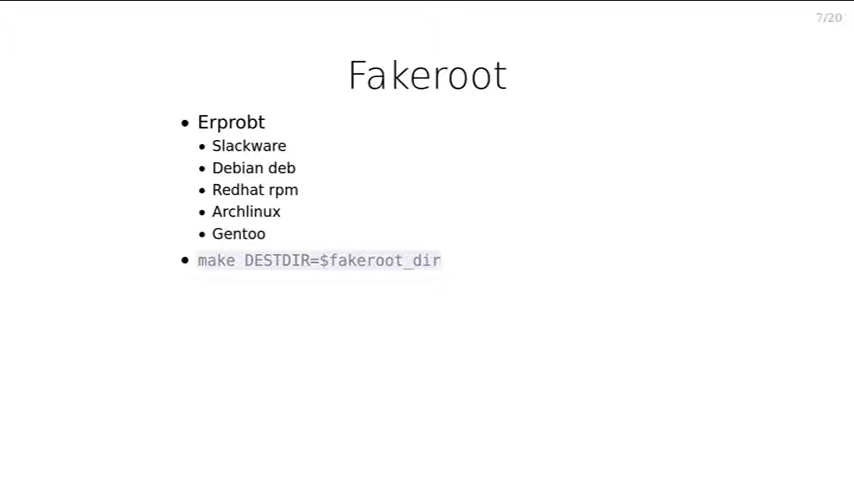 7/20
Fakeroot
• Erprobt
• Slackware
• Debian deb
• Redhat rpm
• Archlinux
• Gentoo
• make DESTDIR=$fakeroot_dir